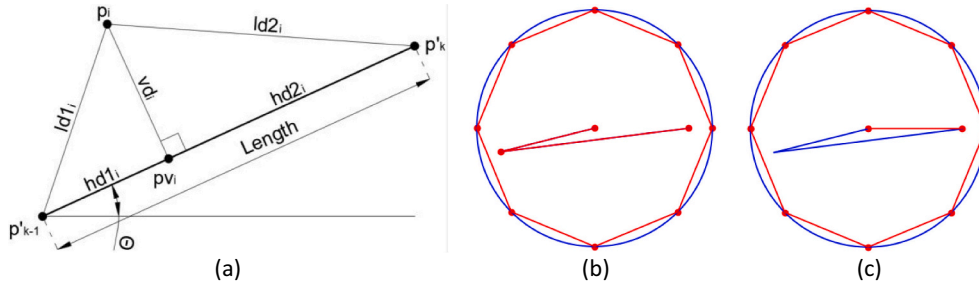 pi
ld2i
p'k
ld1i
vdi
hd2i
Length
hd1i
pvi
p'k-1
Θ
(a)
(b)
(c)